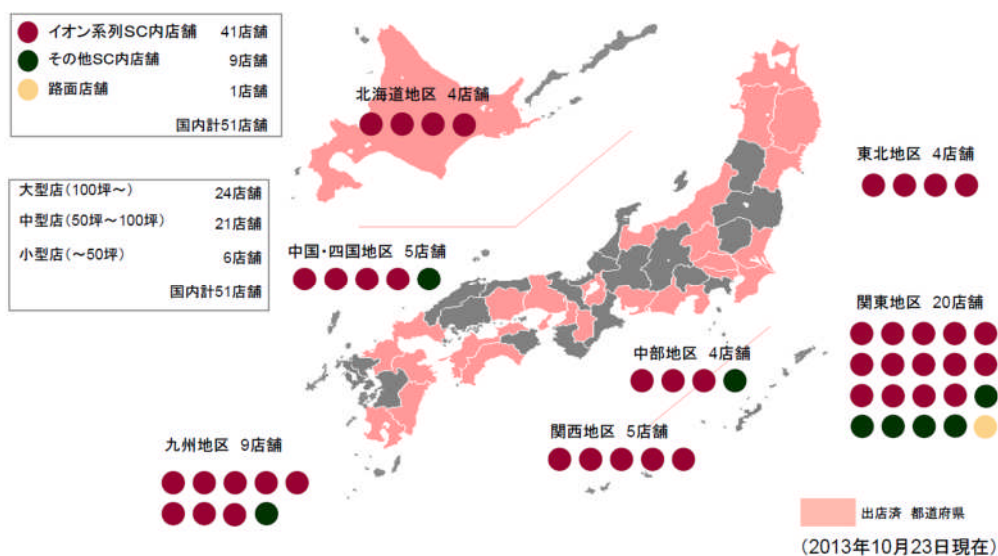 イオン系列SC内店舗 41店舗
その他SC内店舗 9店舗
路面店舗 1店舗
国内計51店舗
大型店(100坪～) 24店舗
中型店(50坪～100坪) 21店舗
小型店(～50坪) 6店舗
国内計51店舗
北海道地区 4店舗
東北地区 4店舗
中国・四国地区 5店舗
関東地区 20店舗
中部地区 4店舗
関西地区 5店舗
九州地区 9店舗
出店済 都道府県
(2013年10月23日現在)